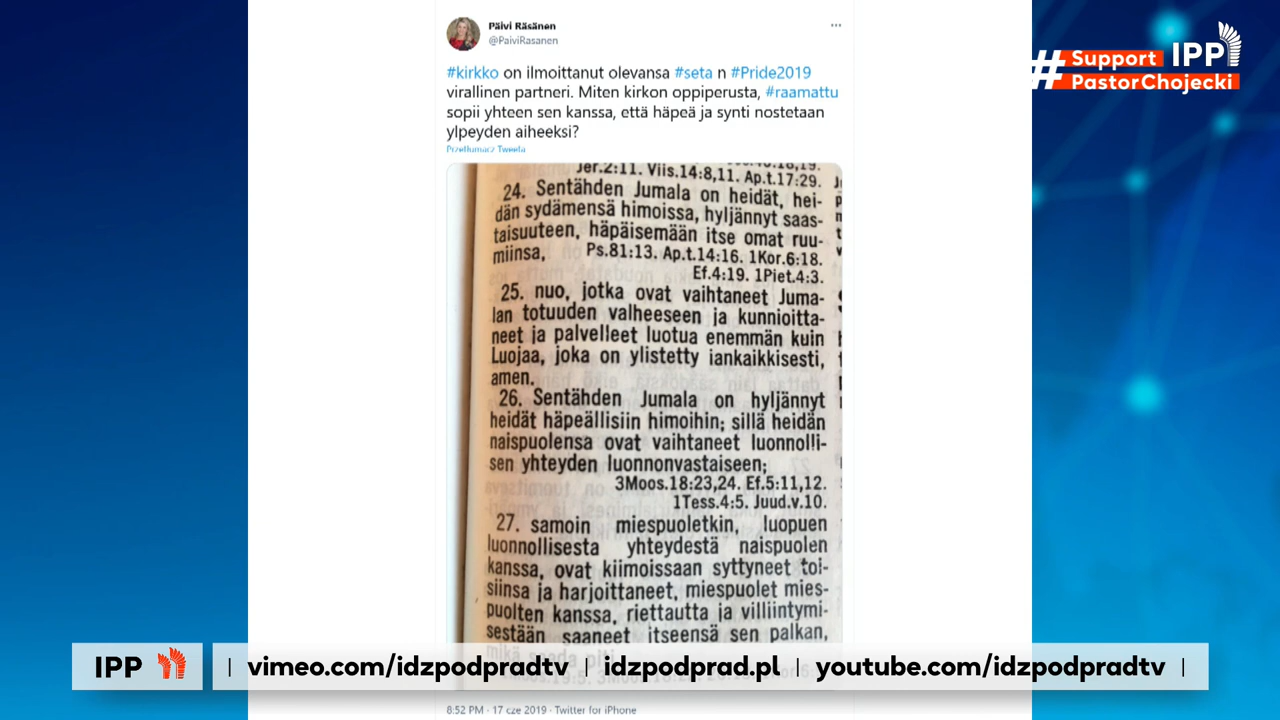 Päivi Räsänen
@PaiviRasanen
#kirkko on ilmoittanut olevansa #seta n #Pride2019
virallinen partneri. Miten kirkon oppiperusta, #raamattu
sopii yhteen sen kanssa, että häpeä ja synti nostetaan
ylpeyden aiheeksi?
Przetłumacz Tweeta
Jer.2:11. Viis.14:8,11. Ap.t.17:29.
24. Sentähden Jumala on heidät, hei-
dän sydämensä himoissa, hyljännyt saas-
taisuuteen, häpäisemään itse omat ruu-
miinsa, Ps.81:13. Ap.t.14:16. 1Kor.6:18.
Ef.4:19. 1Piet.4:3.
25. nuo, jotka ovat vaihtaneet Juma-
lan totuuden valheeseen ja kunnioitta-
neet ja palvelleet luotua enemmän kuin
Luojaa, joka on ylistetty iankaikkisesti,
amen.
26. Sentähden Jumala on hyljännyt
heidät häpeällisiin himoihin; sillä heidän
naispuolensa ovat vaihtaneet luonnolli-
sen yhteyden luonnonvastaiseen;
3Moos.18:23,24. Ef.5:11,12.
1Tess.4:5. Juud.v.10.
27. samoin miespuoletkin, luopuen
luonnollisesta yhteydestä naispuolen
kanssa, ovat kiimoissaan syttyneet toi-
siinsa ja harjoittaneet, miespuolet mies-
puolten kanssa, riettautta ja villiintymi-
sestään saaneet itseensä sen palkan,
8:52 PM · 17 cze 2019 · Twitter for iPhone
#Support
PastorChojecki
IPP
IPP | vimeo.com/idzpodpradtv | idzpodprad.pl | youtube.com/idzpodpradtv |